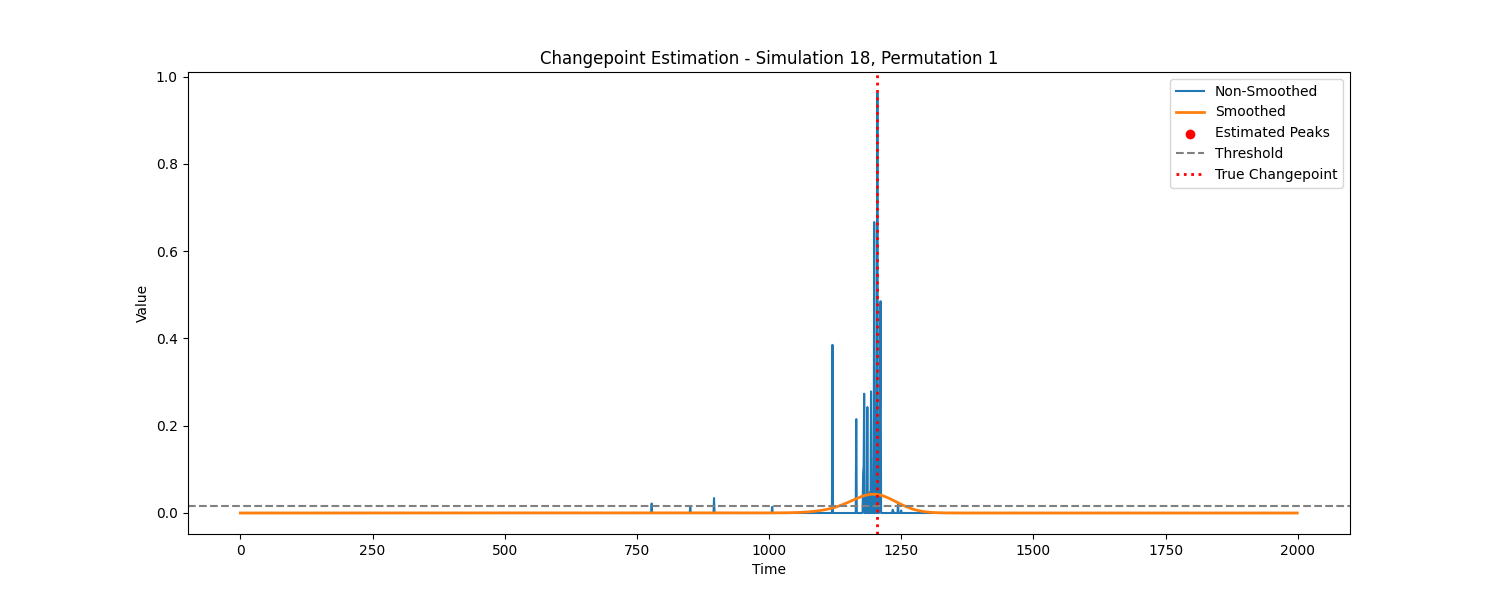 Changepoint Estimation - Simulation 18, Permutation 1
1.0
0.8
0.6
0.4
0.2
0.0
Value
Non-Smoothed
Smoothed
Estimated Peaks
Threshold
True Changepoint
0 250 500 750 1000 1250 1500 1750 2000
Time